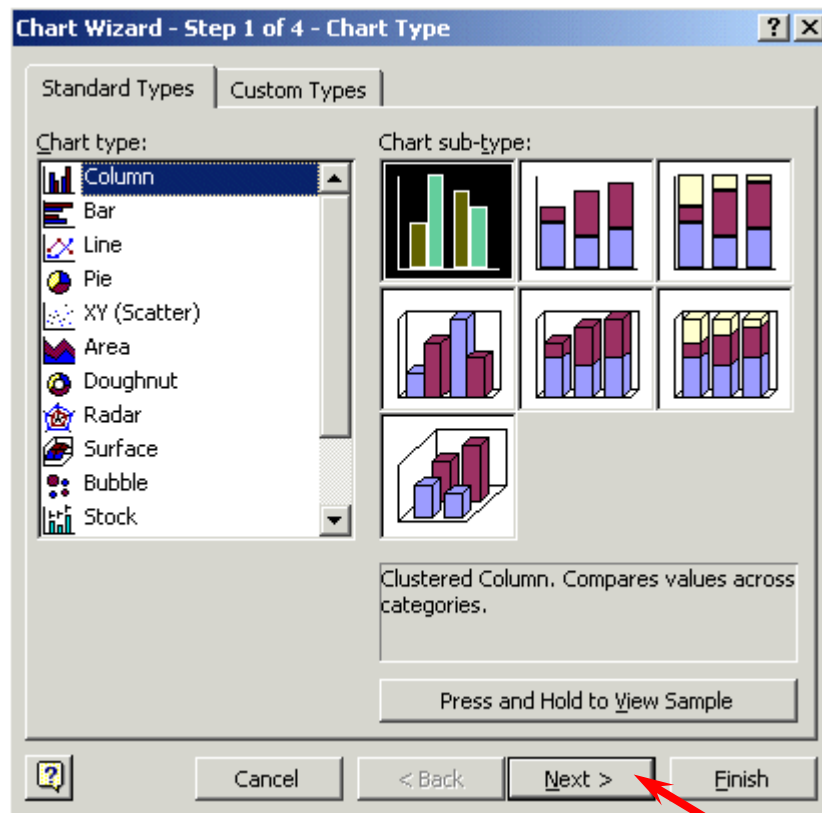 Chart Wizard - Step 1 of 4 - Chart Type
Standard Types
Custom Types
Chart type:
Column
Bar
Line
Pie
XY (Scatter)
Area
Doughnut
Radar
Surface
Bubble
Stock
Chart sub-type:
Clustered Column. Compares values across
categories.
Press and Hold to View Sample
Cancel
< Back
Next >
Finish